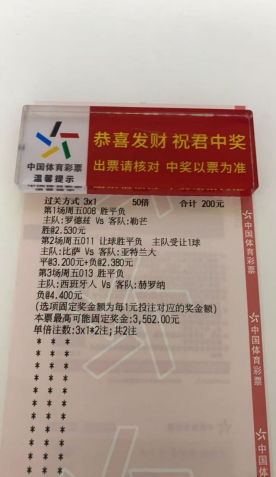 恭喜发财 祝君中奖
中国体育彩票
温馨提示
出票请核对 中奖以票为准
过关方式 3x1 50倍 合计 200元
第1场周五008 胜平负
主队:罗德兹 Vs 客队:勒芒
胜@2.530元
第2场周五011 让球胜平负 主队受让1球
主队:比萨 Vs 客队:亚特兰大
平@3.200元+负@2.380元
第3场周五013 胜平负
主队:西班牙人 Vs 客队:赫罗纳
负@4.400元
(选项固定奖金额为每1元投注对应的奖金额)
本票最高可能固定奖金:3,562.00元
单倍注数:3x1*2注;共2注
* * *
* * *
* * *
* * *
* * *
* * *
* * *
* * *
* * *
* * *
中国体育彩票
中国体育彩票